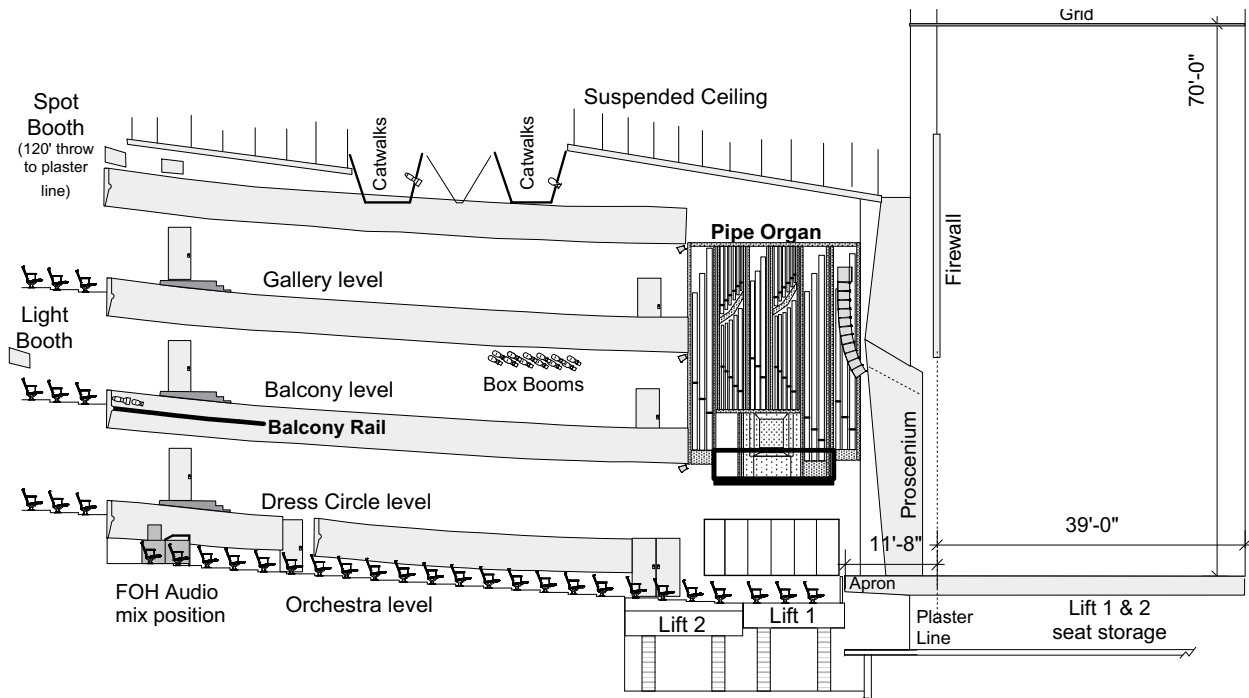 Grid
70'-0"
Suspended Ceiling
Spot
Booth
(120' throw
to plaster
line)
Catwalks
Catwalks
Pipe Organ
Firewall
Gallery level
Light
Booth
Box Booms
Balcony level
Balcony Rail
Proscenium
Dress Circle level
39'-0"
11'-8"
FOH Audio
mix position
Orchestra level
Apron
Lift 2
Lift 1
Plaster
Line
Lift 1 & 2
seat storage